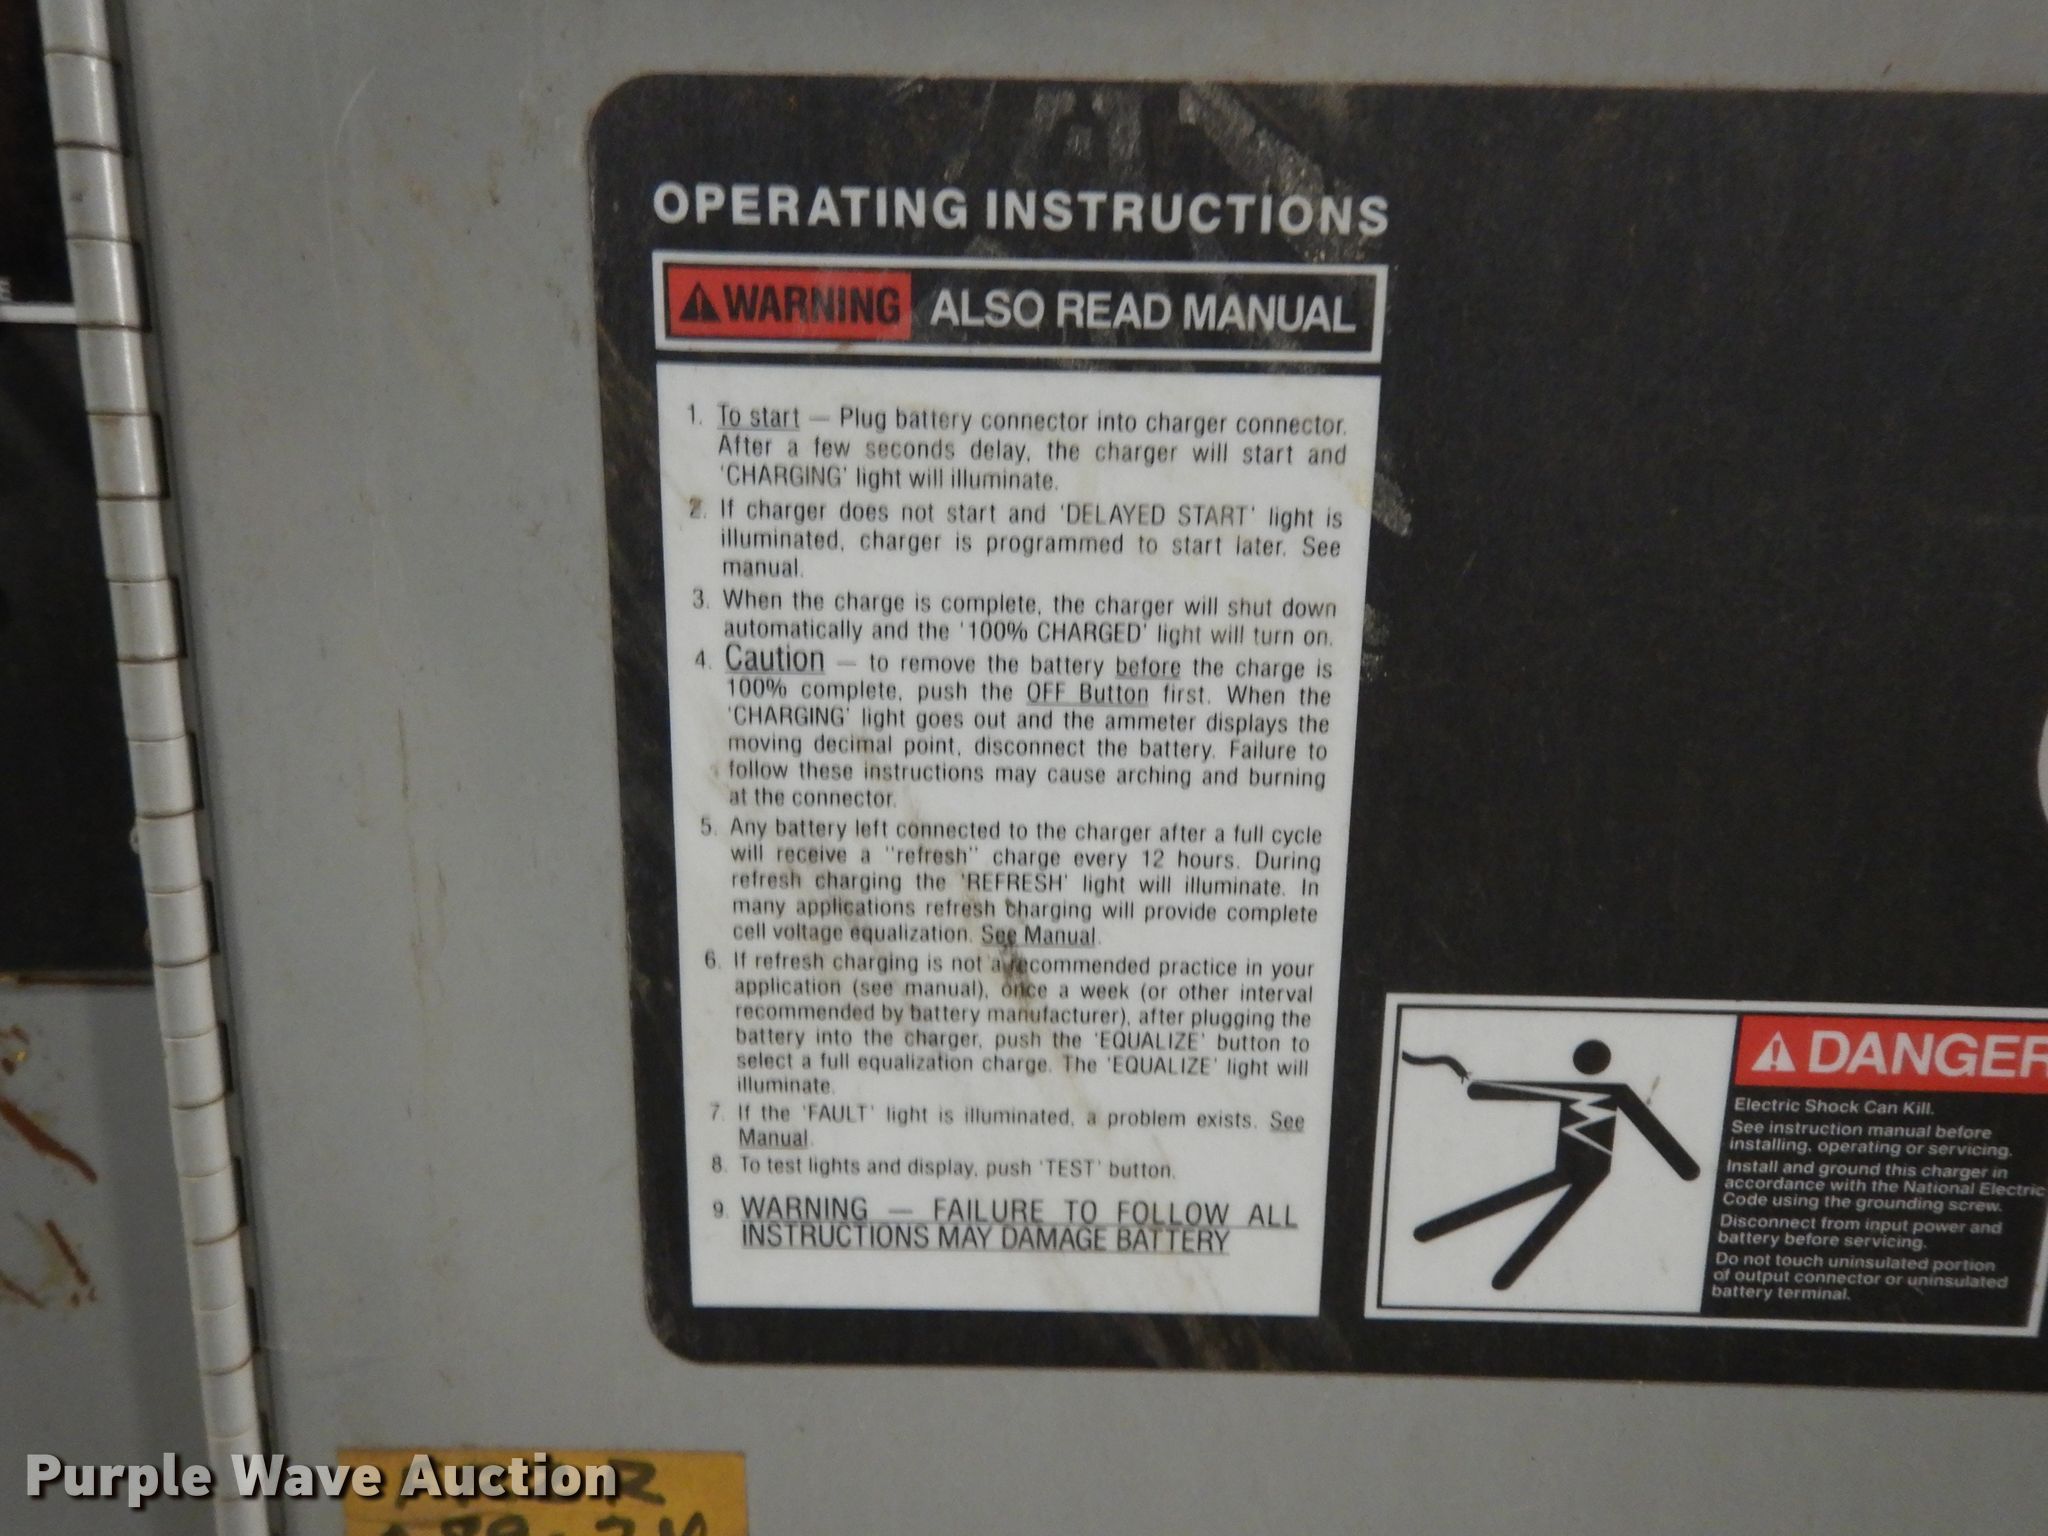 OPERATING INSTRUCTIONS
WARNING ALSO READ MANUAL
1. To start — Plug battery connector into charger connector.
After a few seconds delay, the charger will start and
'CHARGING' light will illuminate.
2. If charger does not start and 'DELAYED START' light is
illuminated, charger is programmed to start later. See
manual.
3. When the charge is complete, the charger will shut down
automatically and the '100% CHARGED' light will turn on.
4. Caution — to remove the battery before the charge is
100% complete, push the OFF Button first. When the
'CHARGING' light goes out and the ammeter displays the
moving decimal point, disconnect the battery. Failure to
follow these instructions may cause arching and burning
at the connector.
5. Any battery left connected to the charger after a full cycle
will receive a "refresh" charge every 12 hours. During
refresh charging the 'REFRESH' light will illuminate. In
many applications refresh charging will provide complete
cell voltage equalization. See Manual.
6. If refresh charging is not a recommended practice in your
application (see manual), once a week (or other interval
recommended by battery manufacturer), after plugging the
battery into the charger, push the 'EQUALIZE' button to
select a full equalization charge. The 'EQUALIZE' light will
illuminate.
7. If the 'FAULT' light is illuminated, a problem exists. See
Manual.
8. To test lights and display, push 'TEST' button.
9. WARNING — FAILURE TO FOLLOW ALL
INSTRUCTIONS MAY DAMAGE BATTERY
DANGER
Electric Shock Can Kill.
See instruction manual before
installing, operating or servicing.
Install and ground this charger in
accordance with the National Electric
Code using the grounding screw.
Disconnect from input power and
battery before servicing.
Do not touch uninsulated portion
of output connector or uninsulated
battery terminal.
Purple Wave Auction